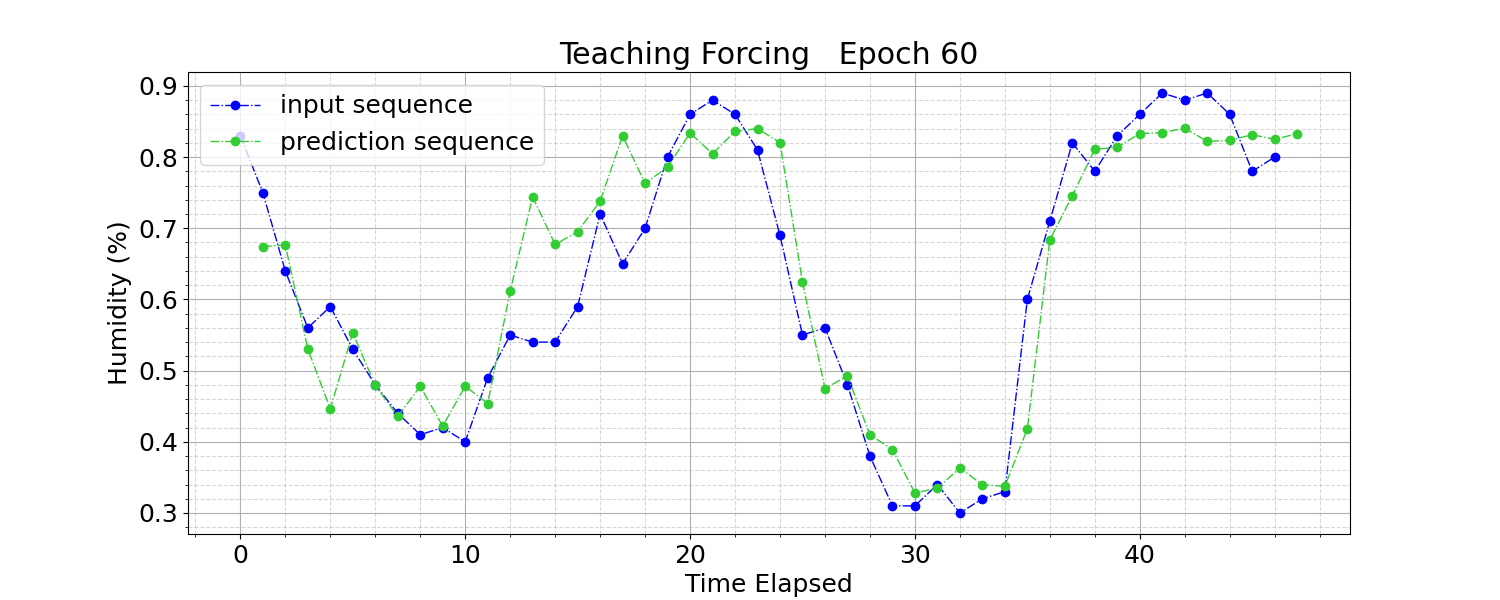 Teaching Forcing   Epoch 60
input sequence
prediction sequence
Humidity (%)
0.9
0.8
0.7
0.6
0.5
0.4
0.3
0 10 20 30 40
Time Elapsed